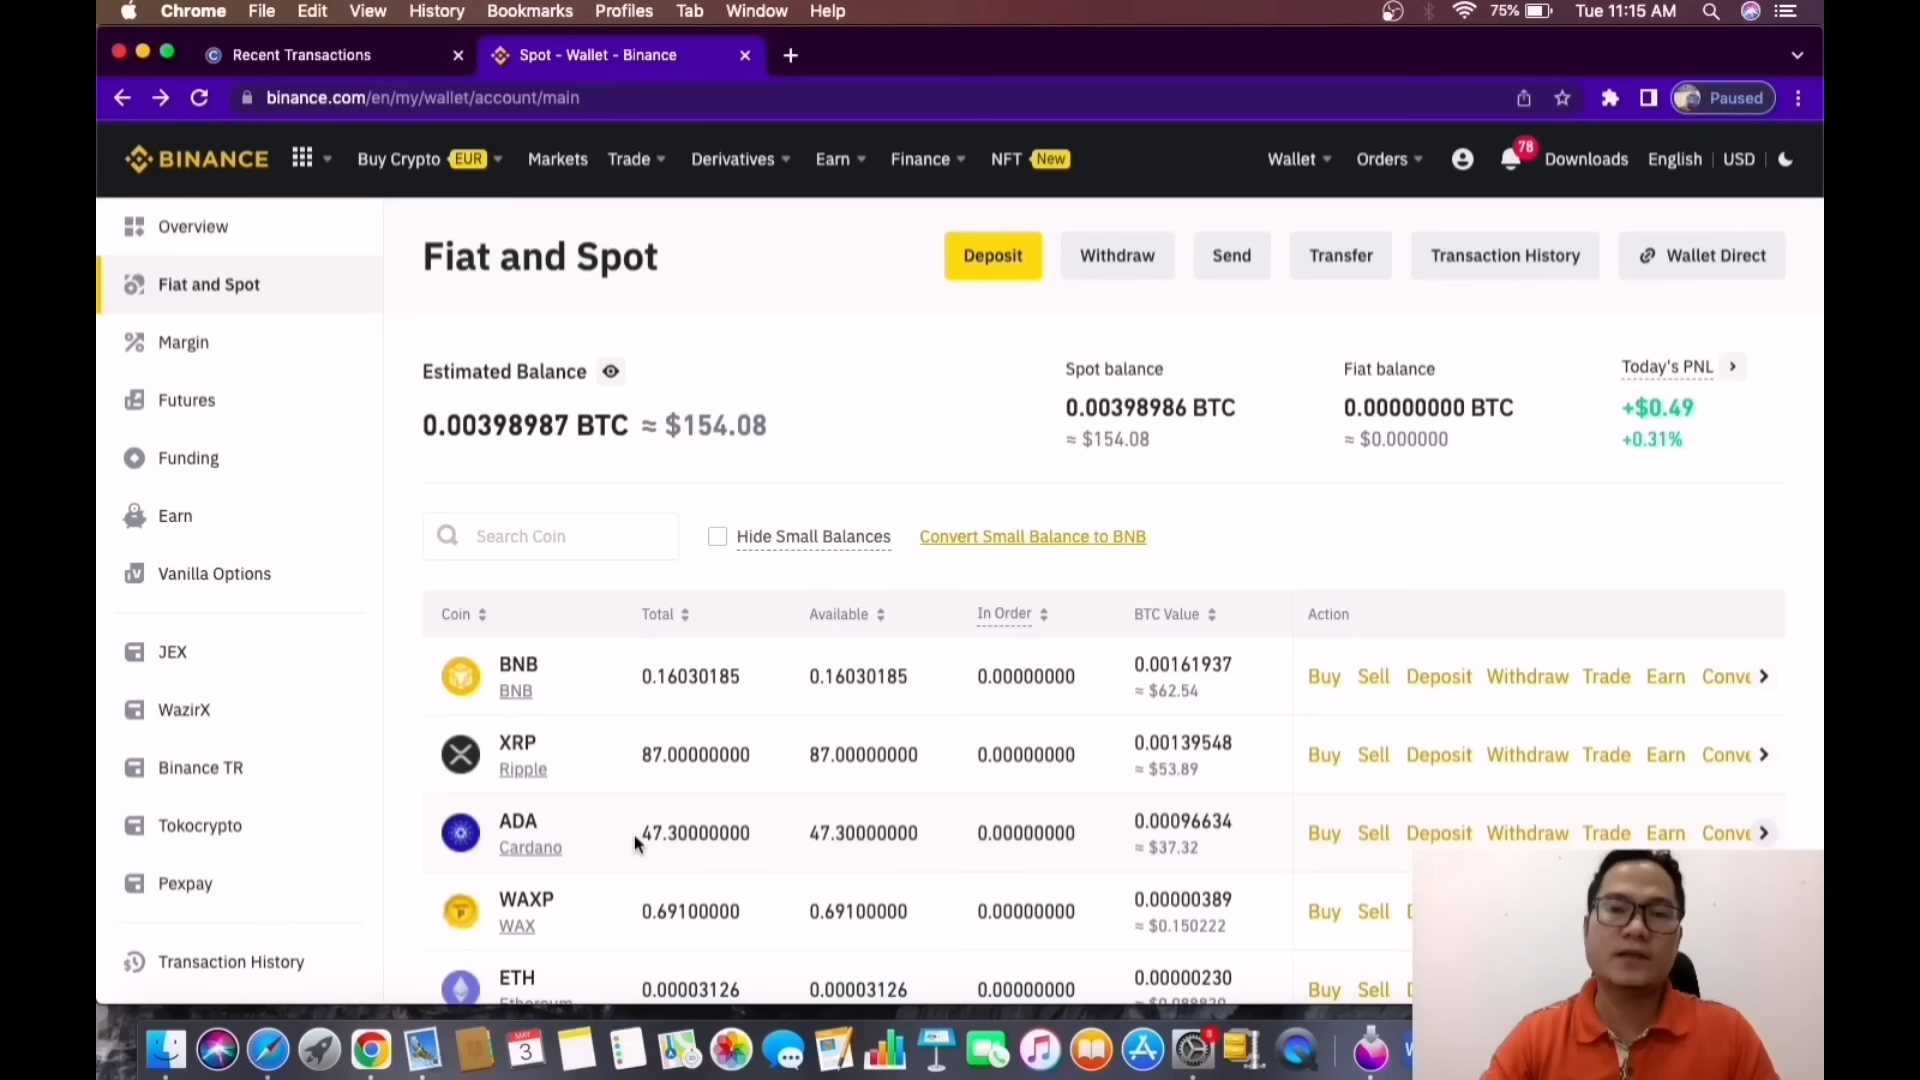 Chrome File Edit View History Bookmarks Profiles Tab Window Help 75% Tue 11:15 AM
Recent Transactions Spot - Wallet - Binance
binance.com/en/my/wallet/account/main Paused
BINANCE Buy Crypto EUR Markets Trade Derivatives Earn Finance NFT New Wallet Orders 78 Downloads English USD
Overview
Fiat and Spot
Margin
Futures
Funding
Earn
Vanilla Options
JEX
WazirX
Binance TR
Tokocrypto
Pexpay
Transaction History
Fiat and Spot Deposit Withdraw Send Transfer Transaction History Wallet Direct
Estimated Balance Spot balance Fiat balance Today's PNL
0.00398987 BTC ≈ $154.08 0.00398986 BTC 0.00000000 BTC +$0.49
≈ $154.08 ≈ $0.000000 +0.31%
Search Coin Hide Small Balances Convert Small Balance to BNB
Coin Total Available In Order BTC Value Action
BNB 0.16030185 0.16030185 0.00000000 0.00161937 Buy Sell Deposit Withdraw Trade Earn Conve
BNB ≈ $62.54
XRP 87.00000000 87.00000000 0.00000000 0.00139548 Buy Sell Deposit Withdraw Trade Earn Conve
Ripple ≈ $53.89
ADA 47.30000000 47.30000000 0.00000000 0.00096634 Buy Sell Deposit Withdraw Trade Earn Conve
Cardano ≈ $37.32
WAXP 0.69100000 0.69100000 0.00000000 0.00000389 Buy Sell
WAX ≈ $0.150222
ETH 0.00003126 0.00003126 0.00000000 0.00000230 Buy Sell
MAY
3
3